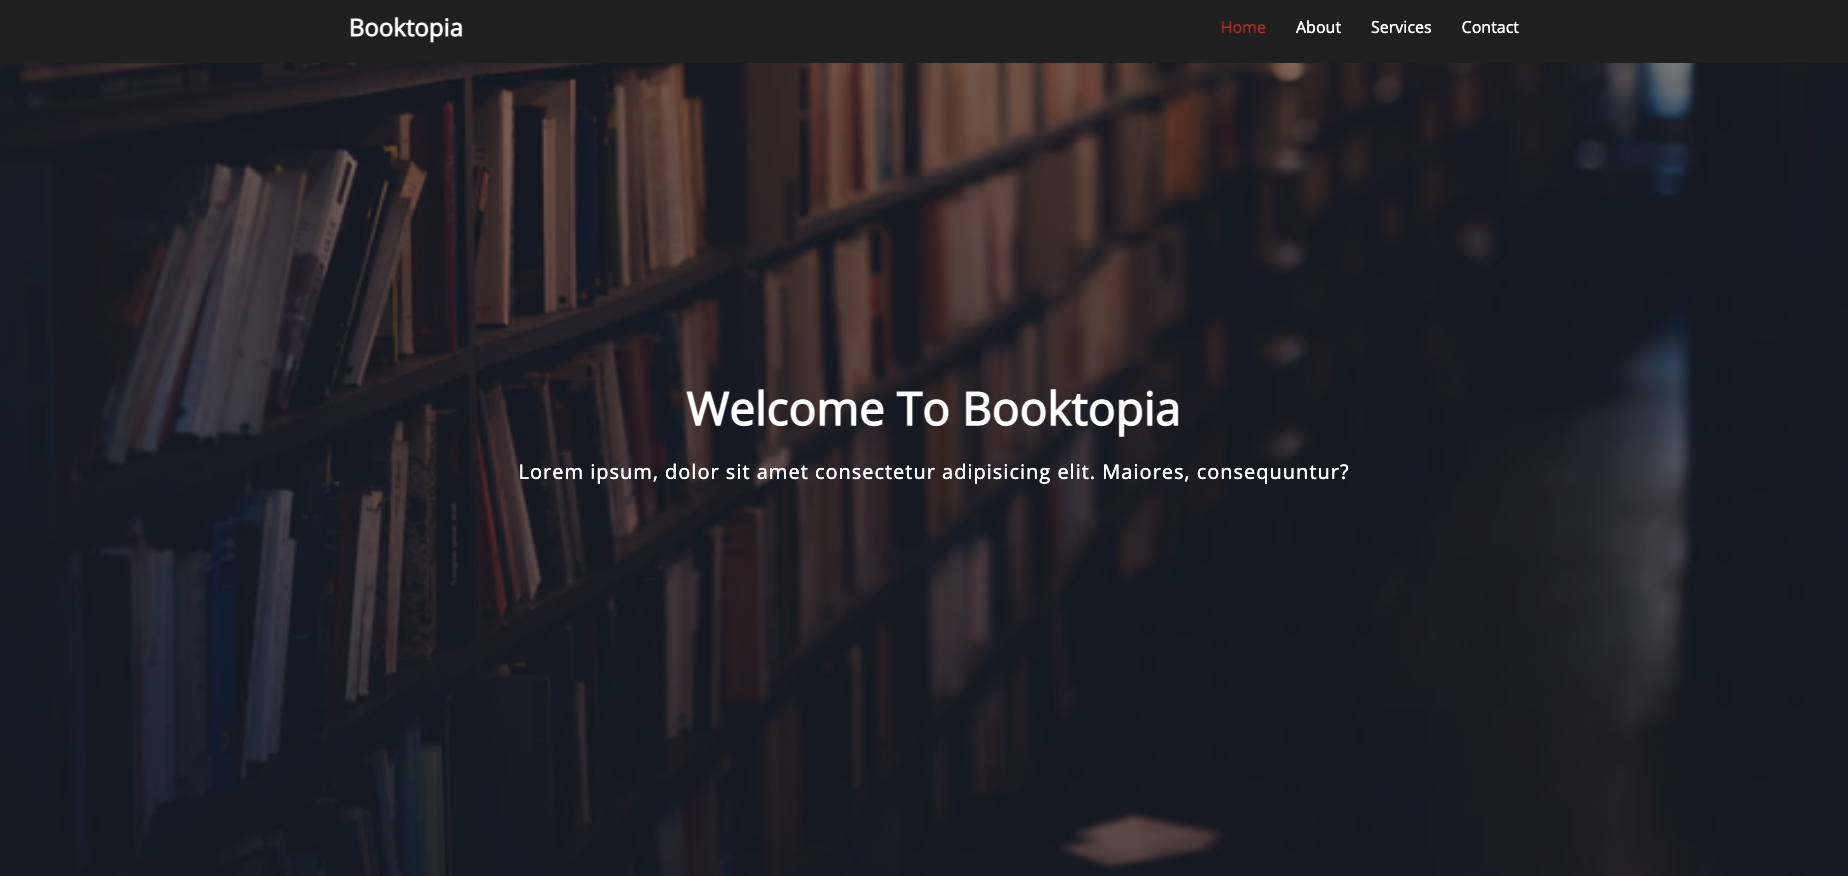 Booktopia
Home About Services Contact
Welcome To Booktopia
Lorem ipsum, dolor sit amet consectetur adipisicing elit. Maiores, consequuntur?